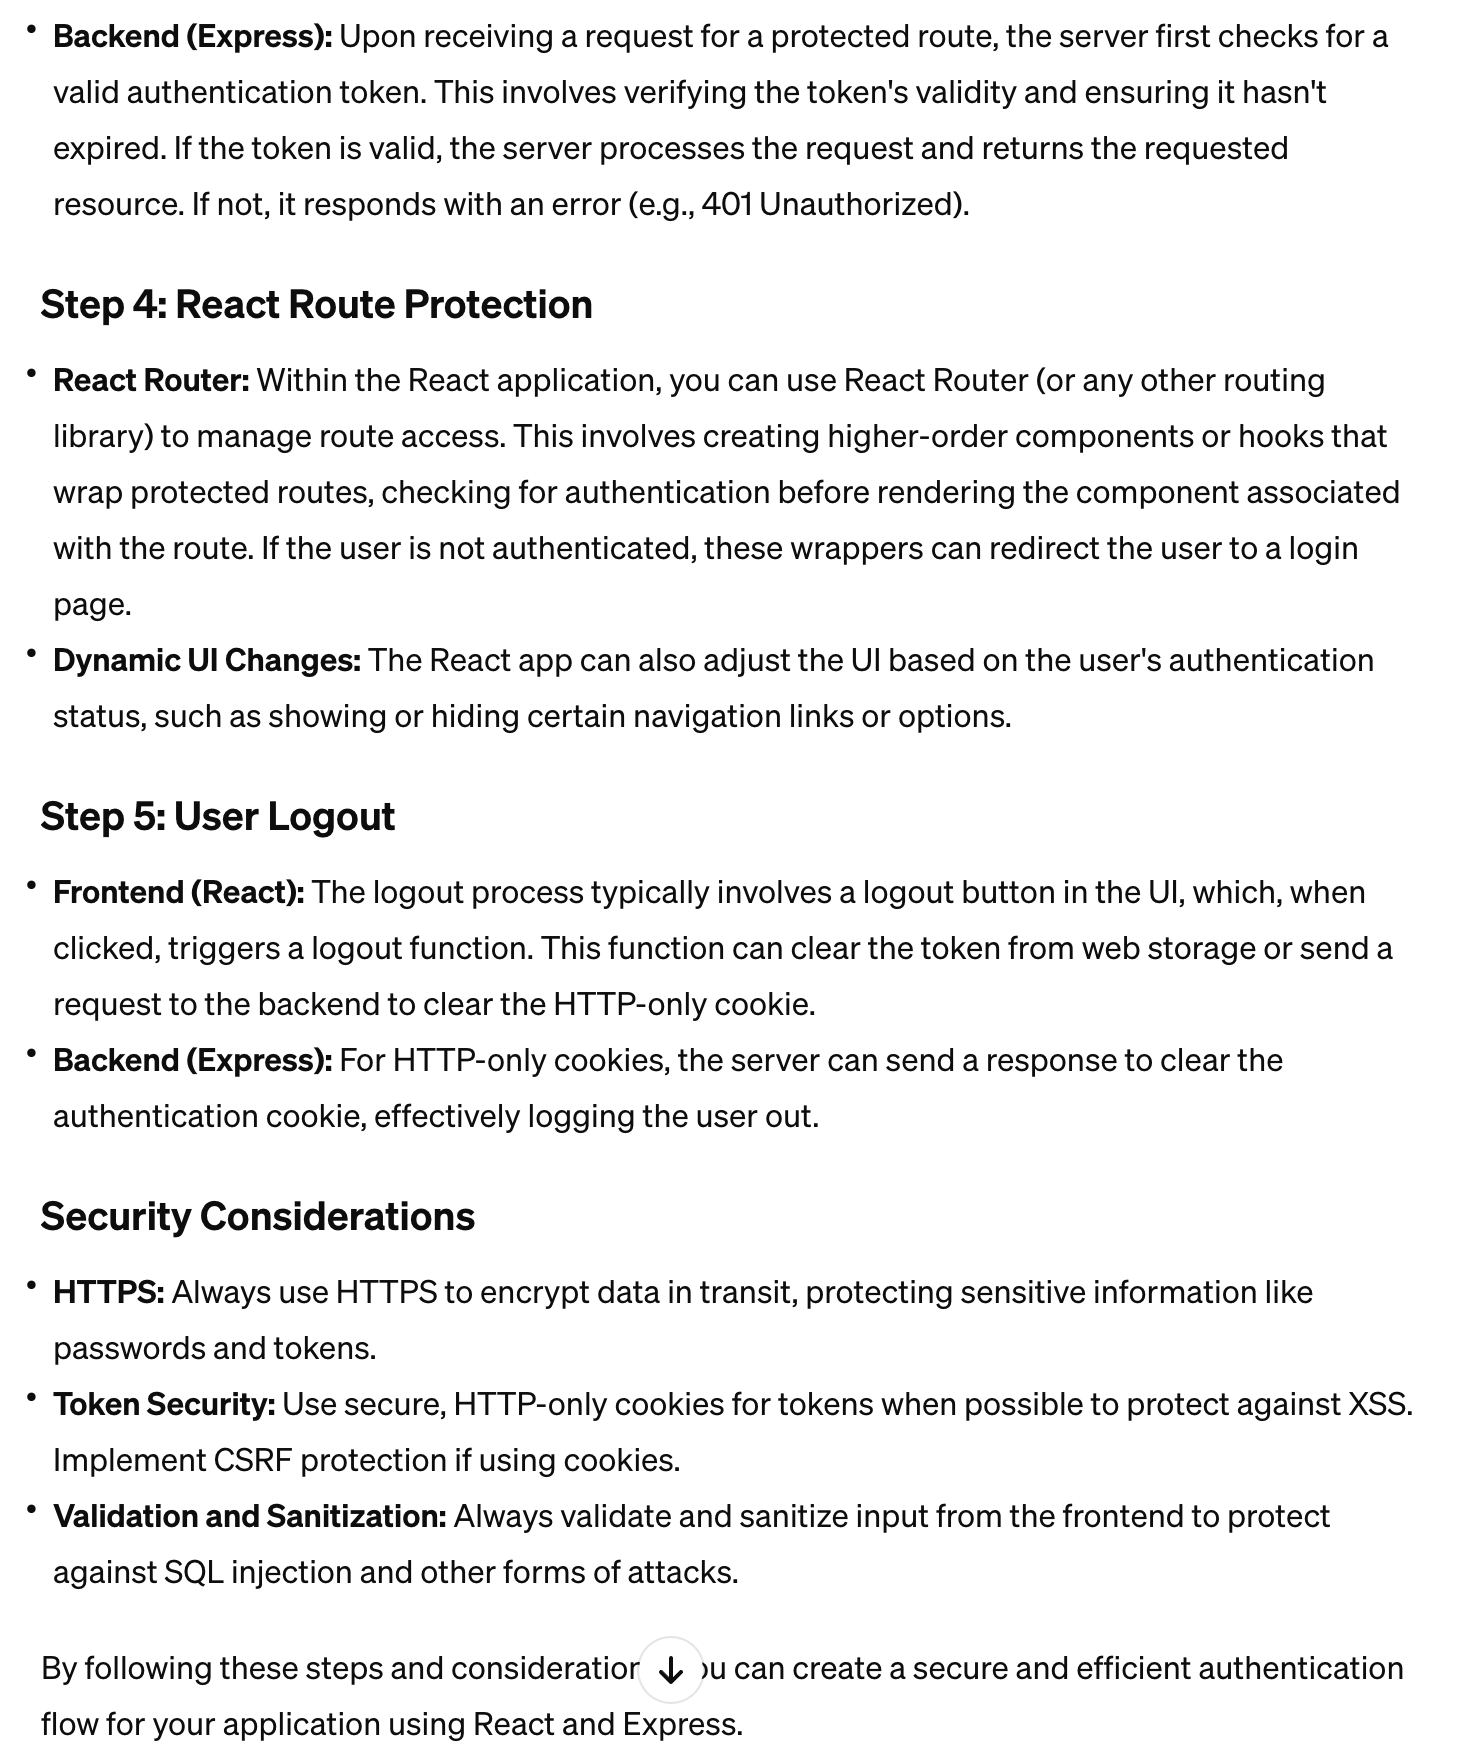 • Backend (Express): Upon receiving a request for a protected route, the server first checks for a
valid authentication token. This involves verifying the token's validity and ensuring it hasn't
expired. If the token is valid, the server processes the request and returns the requested
resource. If not, it responds with an error (e.g., 401 Unauthorized).
Step 4: React Route Protection
• React Router: Within the React application, you can use React Router (or any other routing
library) to manage route access. This involves creating higher-order components or hooks that
wrap protected routes, checking for authentication before rendering the component associated
with the route. If the user is not authenticated, these wrappers can redirect the user to a login
page.
• Dynamic UI Changes: The React app can also adjust the UI based on the user's authentication
status, such as showing or hiding certain navigation links or options.
Step 5: User Logout
• Frontend (React): The logout process typically involves a logout button in the UI, which, when
clicked, triggers a logout function. This function can clear the token from web storage or send a
request to the backend to clear the HTTP-only cookie.
• Backend (Express): For HTTP-only cookies, the server can send a response to clear the
authentication cookie, effectively logging the user out.
Security Considerations
• HTTPS: Always use HTTPS to encrypt data in transit, protecting sensitive information like
passwords and tokens.
• Token Security: Use secure, HTTP-only cookies for tokens when possible to protect against XSS.
Implement CSRF protection if using cookies.
• Validation and Sanitization: Always validate and sanitize input from the frontend to protect
against SQL injection and other forms of attacks.
By following these steps and can create a secure and efficient authentication
flow for your application using React and Express.